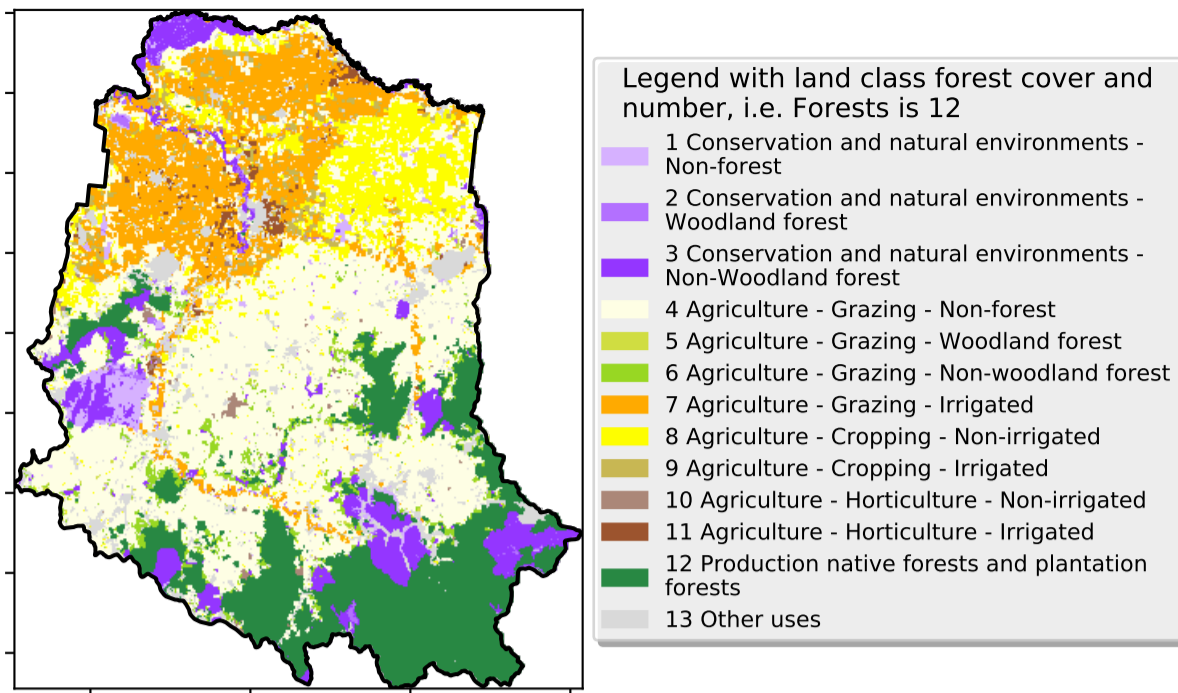 Legend with land class forest cover and
number, i.e. Forests is 12
1 Conservation and natural environments -
Non-forest
2 Conservation and natural environments -
Woodland forest
3 Conservation and natural environments -
Non-Woodland forest
4 Agriculture - Grazing - Non-forest
5 Agriculture - Grazing - Woodland forest
6 Agriculture - Grazing - Non-woodland forest
7 Agriculture - Grazing - Irrigated
8 Agriculture - Cropping - Non-irrigated
9 Agriculture - Cropping - Irrigated
10 Agriculture - Horticulture - Non-irrigated
11 Agriculture - Horticulture - Irrigated
12 Production native forests and plantation
forests
13 Other uses